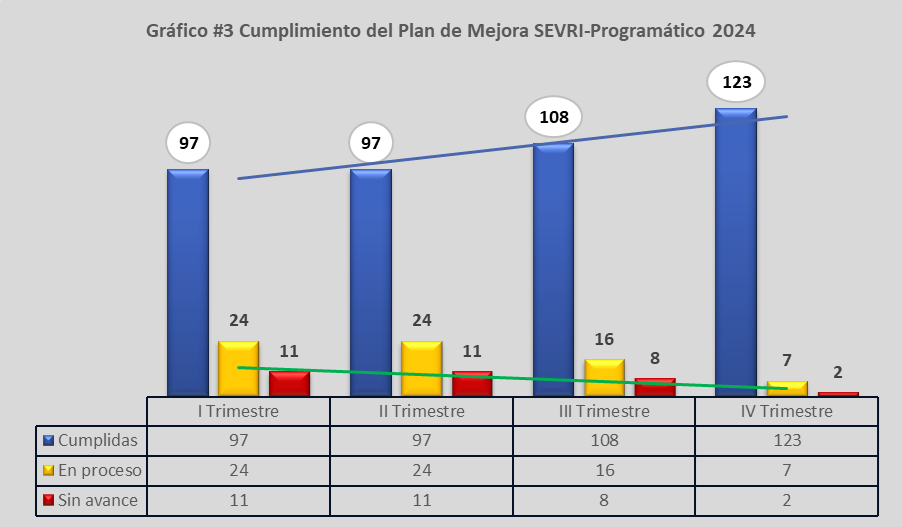 Gráfico #3 Cumplimiento del Plan de Mejora SEVRI-Programático 2024
97
24
11
97
24
11
108
16
8
123
7
2
I Trimestre II Trimestre III Trimestre IV Trimestre
Cumplidas 97 97 108 123
En proceso 24 24 16 7
Sin avance 11 11 8 2